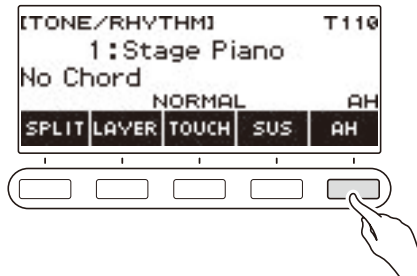 [TONE/RHYTHM] T110
1:Stage Piano
No Chord
NORMAL AH
SPLIT LAYER TOUCH SUS AH